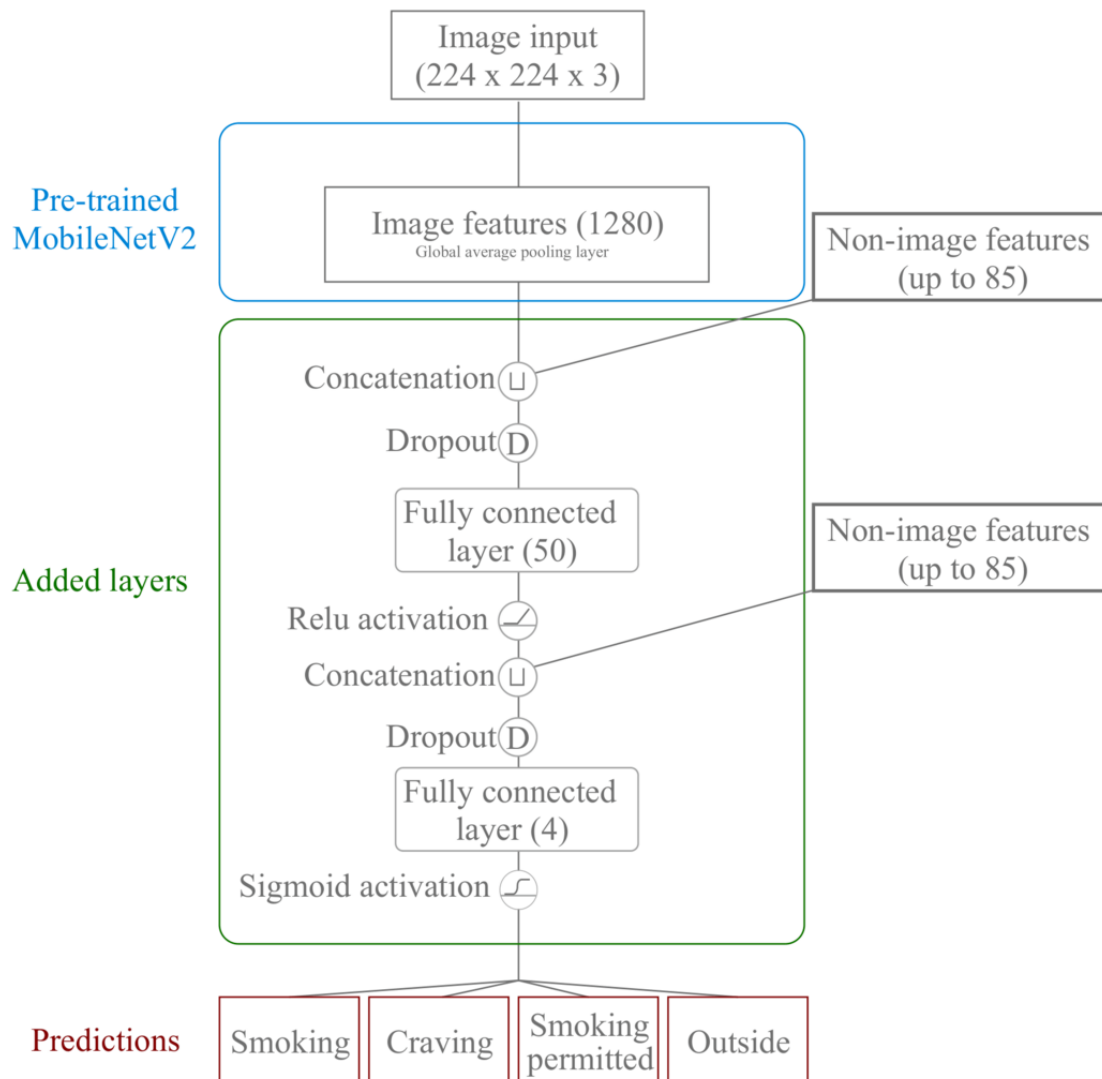 Image input
(224 x 224 x 3)
Pre-trained
MobileNetV2
Image features (1280)
Global average pooling layer
Non-image features
(up to 85)
Concatenation ⊔
Dropout D
Fully connected
layer (50)
Non-image features
(up to 85)
Added layers
Relu activation
Concatenation ⊔
Dropout D
Fully connected
layer (4)
Sigmoid activation
Predictions
Smoking
Craving
Smoking
permitted
Outside